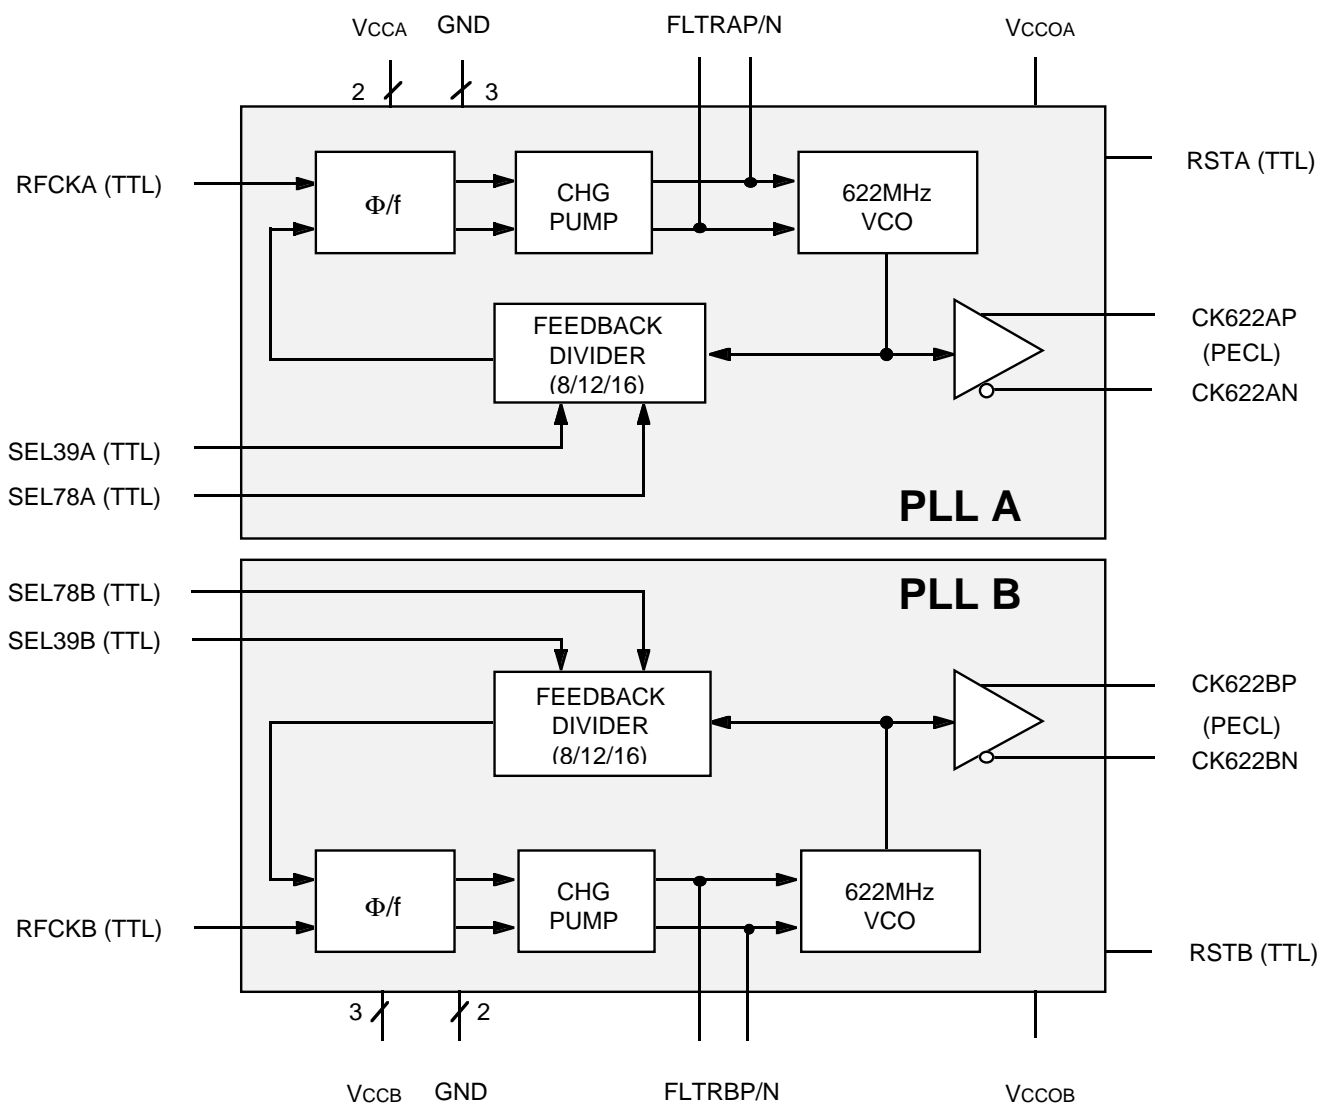 VCCA GND FLTRAP/N VCCOA
2 3
RFCKA (TTL)
RSTA (TTL)
Φ/f
CHG
PUMP
622MHz
VCO
FEEDBACK
DIVIDER
(8/12/16)
CK622AP
(PECL)
CK622AN
SEL39A (TTL)
SEL78A (TTL)
PLL A
SEL78B (TTL)
SEL39B (TTL)
PLL B
FEEDBACK
DIVIDER
(8/12/16)
CK622BP
(PECL)
CK622BN
Φ/f
CHG
PUMP
622MHz
VCO
RFCKB (TTL)
RSTB (TTL)
3 2
VCCB GND FLTRBP/N VCCOB